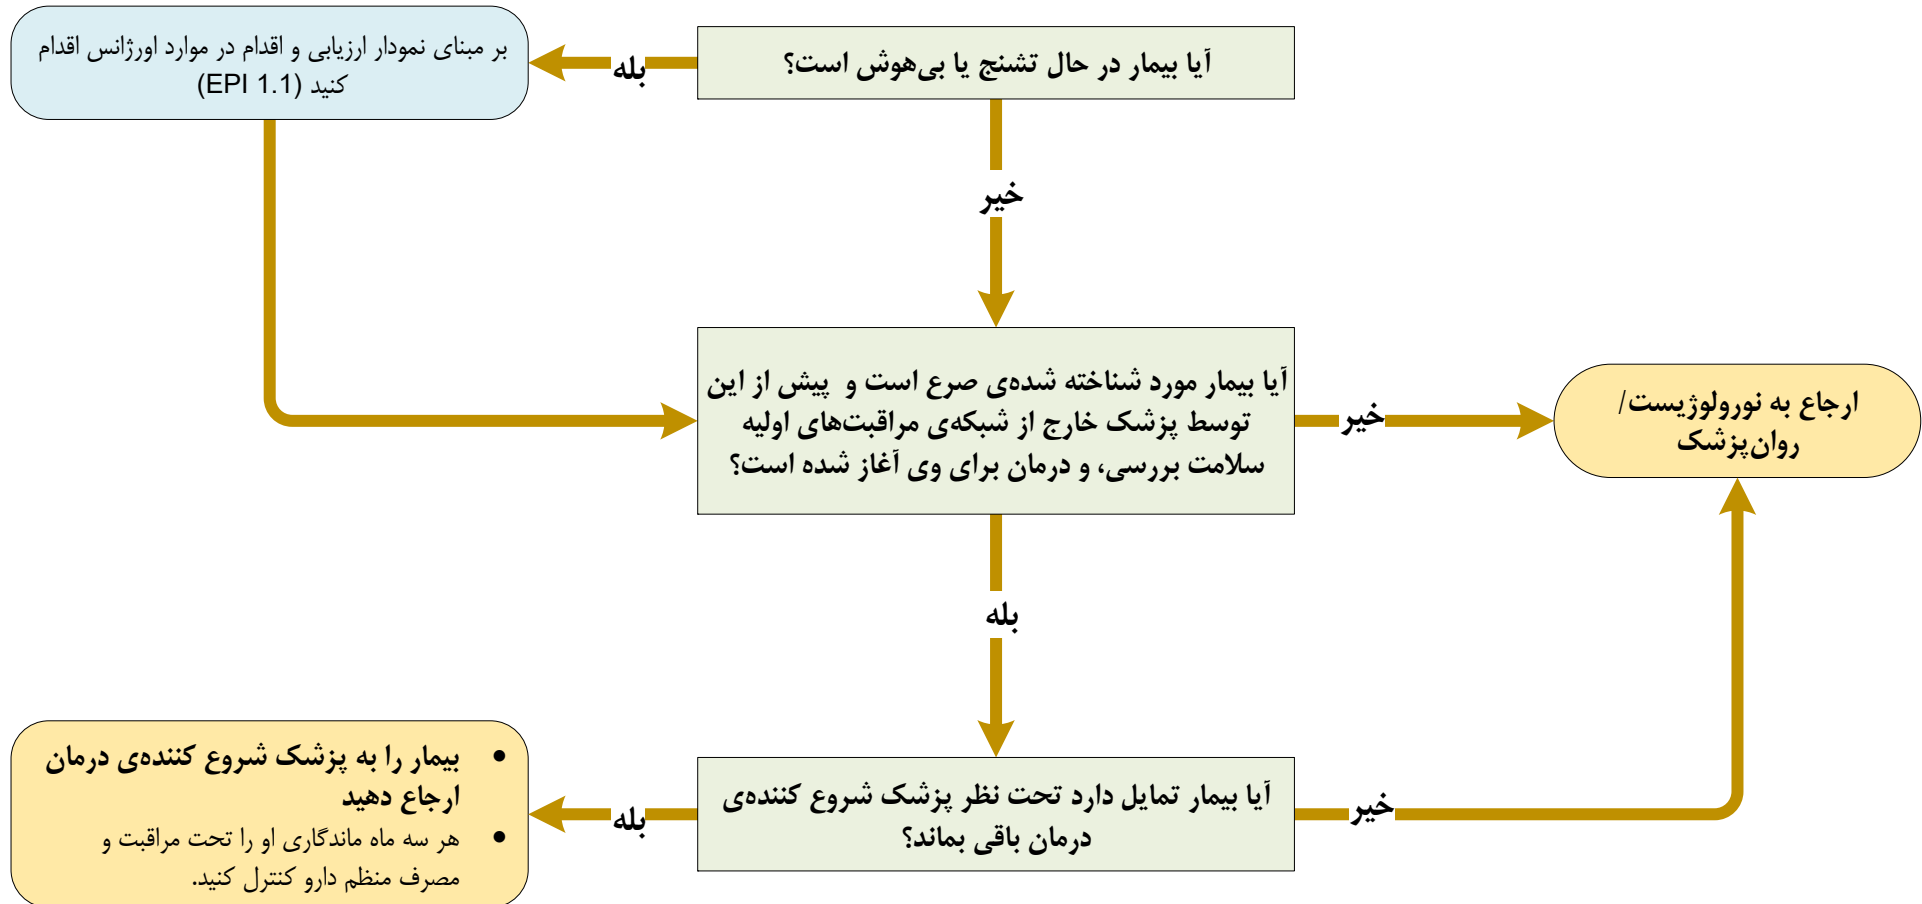 آیا بیمار در حال تشنج یا بی‌هوش است؟
بله
بر مبنای نمودار ارزیابی و اقدام در موارد اورژانس اقدام
کنید (EPI 1.1)
خیر
آیا بیمار مورد شناخته شده‌ی صرع است و پیش از این
توسط پزشک خارج از شبکه‌ی مراقبت‌های اولیه
سلامت بررسی، و درمان برای وی آغاز شده است؟
خیر
ارجاع به نورولوژیست/
روان‌پزشک
بله
آیا بیمار تمایل دارد تحت نظر پزشک شروع کننده‌ی
درمان باقی بماند؟
خیر
بله
• بیمار را به پزشک شروع کننده‌ی درمان
ارجاع دهید
• هر سه ماه ماندگاری او را تحت مراقبت و
مصرف منظم دارو کنترل کنید.